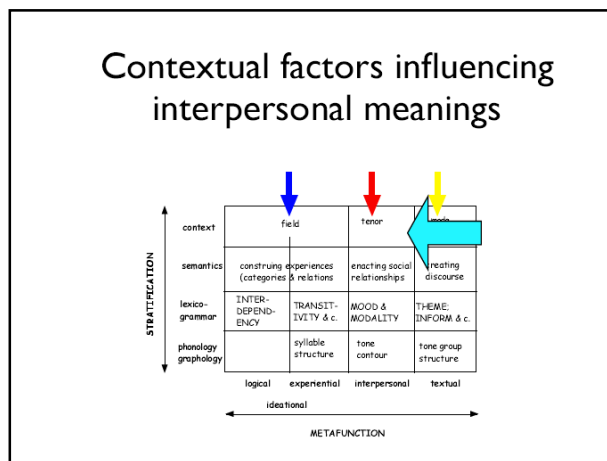 Contextual factors influencing
interpersonal meanings
context
field
tenor
mode
semantics
construing experiences
(categories & relations
enacting social
relationships
creating
discourse
lexico-
grammar
INTER-
DEPEND-
ENCY
TRANSIT-
IVITY & c.
MOOD &
MODALITY
THEME;
INFORM & c.
phonology
graphology
syllable
structure
tone
contour
tone group
structure
STRATIFICATION
logical experiential interpersonal textual
ideational
METAFUNCTION